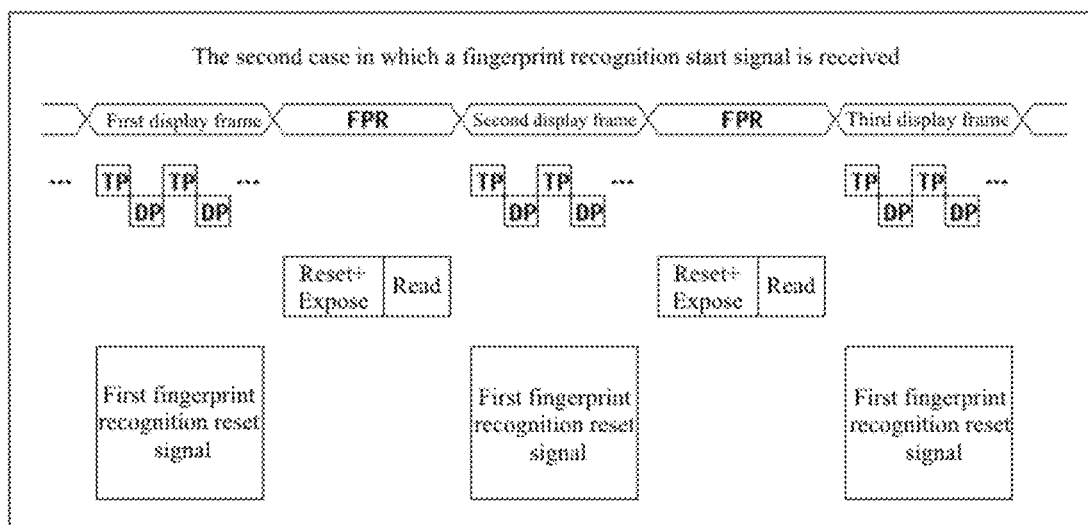 The second case in which a fingerprint recognition start signal is received
First display frame FPR Second display frame FPR Third display frame
... TP TP ... TP TP ... TP TP ...
DP DP DP DP DP DP
Reset+ Read Reset+ Read
Expose Expose
First fingerprint First fingerprint First fingerprint
recognition reset recognition reset recognition reset
signal signal signal